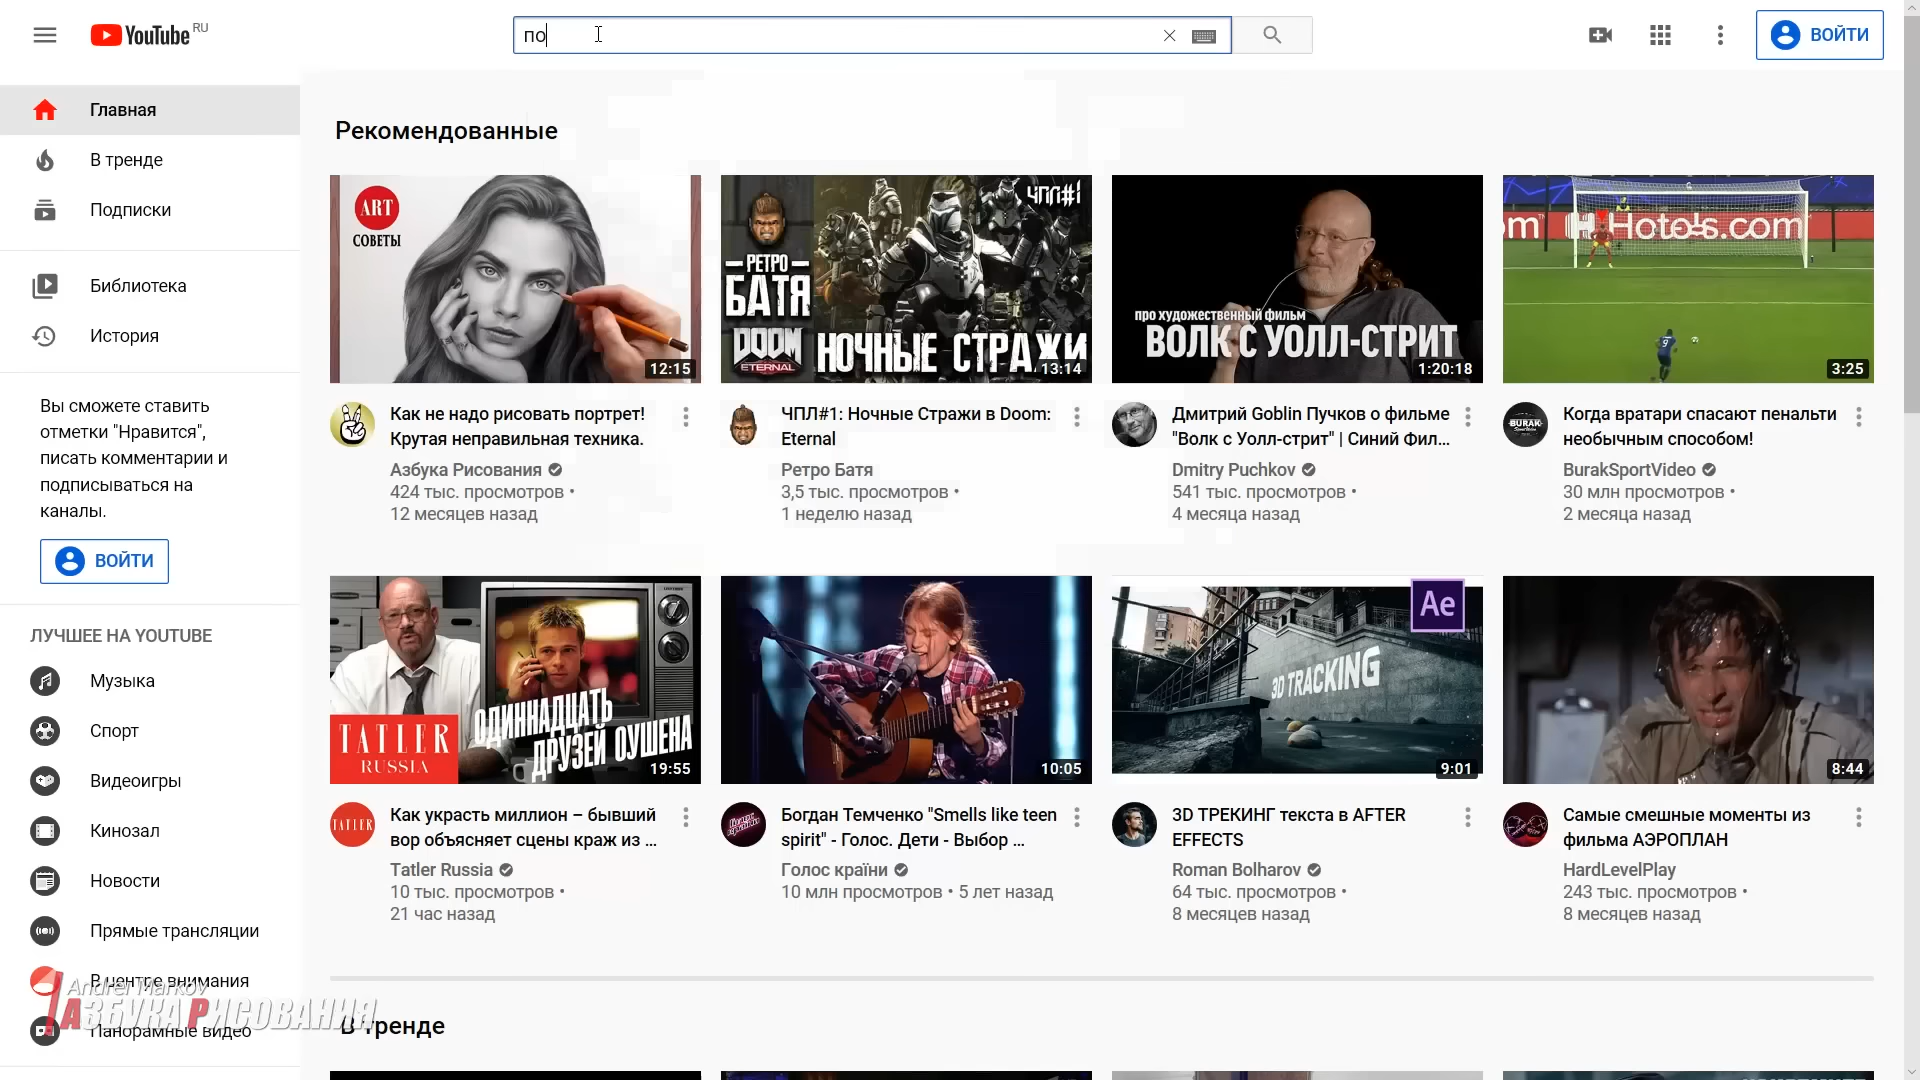 YouTube RU
по
ВОЙТИ
Главная
В тренде
Подписки
Библиотека
История
Вы сможете ставить
отметки "Нравится",
писать комментарии и
подписываться на
каналы.
ВОЙТИ
ЛУЧШЕЕ НА YOUTUBE
Музыка
Спорт
Видеоигры
Кинозал
Новости
Прямые трансляции
В центре внимания
Панорамные видео
Andrei Markov
АЗБУКА РИСОВАНИЯ
Рекомендованные
ART
СОВЕТЫ
12:15
Как не надо рисовать портрет!
Крутая неправильная техника.
Азбука Рисования
424 тыс. просмотров •
12 месяцев назад
ЧПЛ#1
РЕТРО
БАТЯ
DOOM
ETERNAL
НОЧНЫЕ СТРАЖИ
13:14
ЧПЛ#1: Ночные Стражи в Doom:
Eternal
Ретро Батя
3,5 тыс. просмотров •
1 неделю назад
про художественный фильм
ВОЛК С УОЛЛ-СТРИТ
1:20:18
Дмитрий Goblin Пучков о фильме
"Волк с Уолл-стрит" | Синий Фил...
Dmitry Puchkov
541 тыс. просмотров •
4 месяца назад
Hotels.com
9
3:25
BURAK
Когда вратари спасают пенальти
необычным способом!
BurakSportVideo
30 млн просмотров •
2 месяца назад
TATLER
RUSSIA
ОДИННАДЦАТЬ
ДРУЗЕЙ ОУШЕНА
19:55
TATLER
Как украсть миллион – бывший
вор объясняет сцены краж из ...
Tatler Russia
10 тыс. просмотров •
21 час назад
10:05
Богдан Темченко "Smells like teen
spirit" - Голос. Дети - Выбор ...
Голос країни
10 млн просмотров • 5 лет назад
Ae
3D TRACKING
9:01
3D ТРЕКИНГ текста в AFTER
EFFECTS
Roman Bolharov
64 тыс. просмотров •
8 месяцев назад
8:44
Самые смешные моменты из
фильма АЭРОПЛАН
HardLevelPlay
243 тыс. просмотров •
8 месяцев назад
В тренде